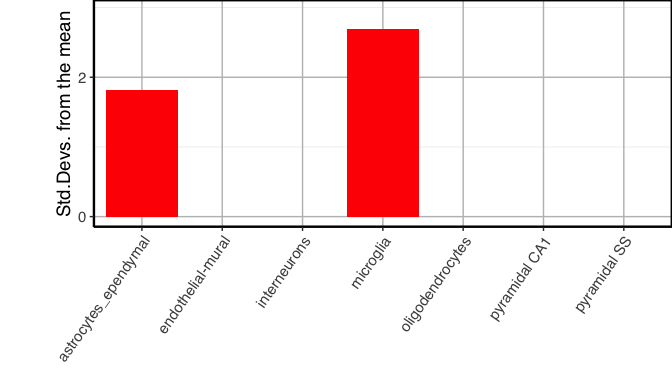 Std.Devs. from the mean
2
0
astrocytes_ependymal
endothelial-mural
interneurons
microglia
oligodendrocytes
pyramidal CA1
pyramidal SS